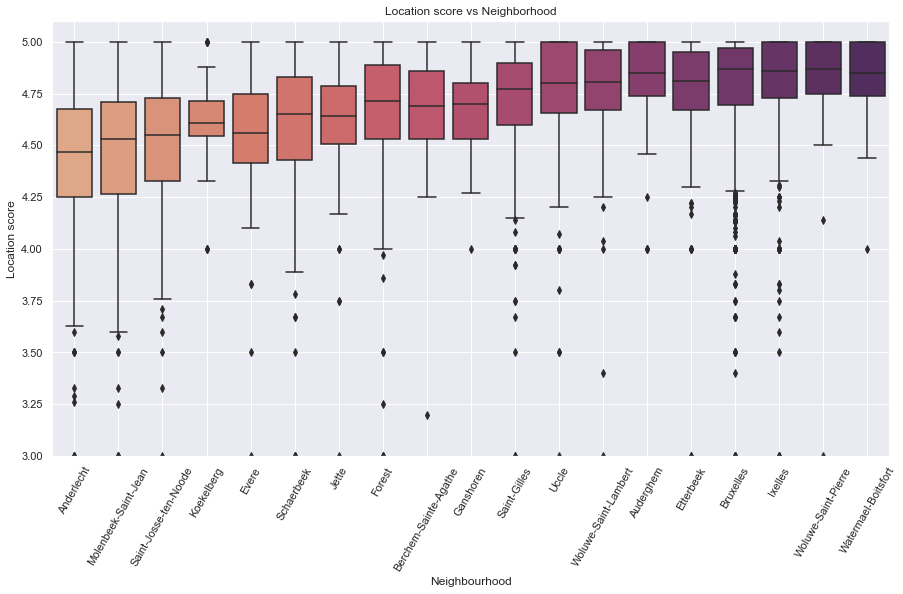 Location score vs Neighborhood
Location score
5.00
4.75
4.50
4.25
4.00
3.75
3.50
3.25
3.00
Anderlecht
Molenbeek-Saint-Jean
Saint-Josse-ten-Noode
Koekelberg
Evere
Schaerbeek
Jette
Forest
Berchem-Sainte-Agathe
Ganshoren
Saint-Gilles
Uccle
Woluwe-Saint-Lambert
Auderghem
Etterbeek
Bruxelles
Ixelles
Woluwe-Saint-Pierre
Watermael-Boitsfort
Neighbourhood